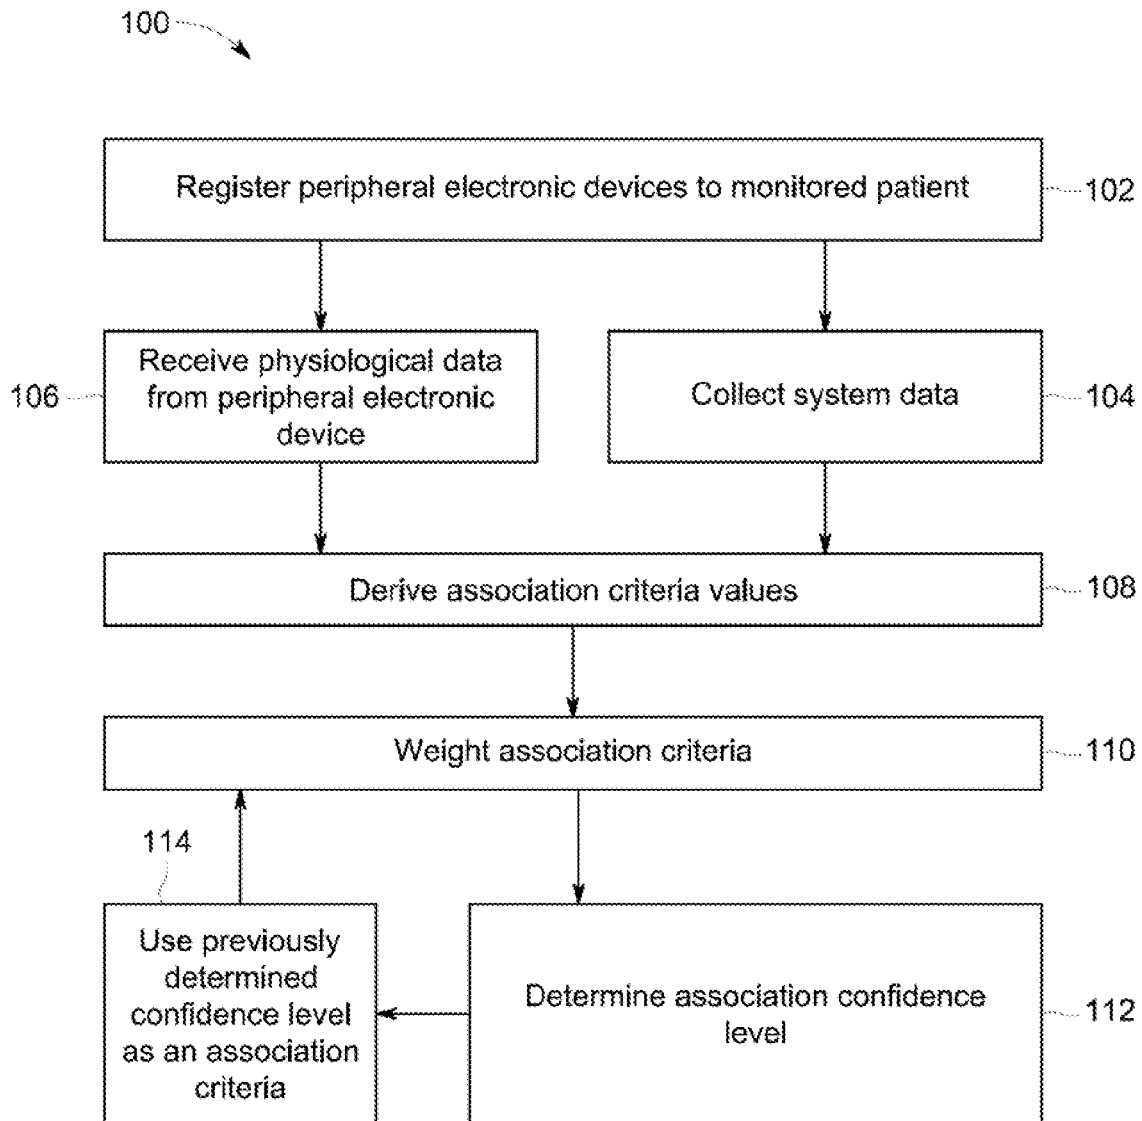 100
Register peripheral electronic devices to monitored patient
102
Receive physiological data
from peripheral electronic
device
106
Collect system data
104
Derive association criteria values
108
Weight association criteria
110
114
Use previously
determined
confidence level
as an association
criteria
Determine association confidence
level
112